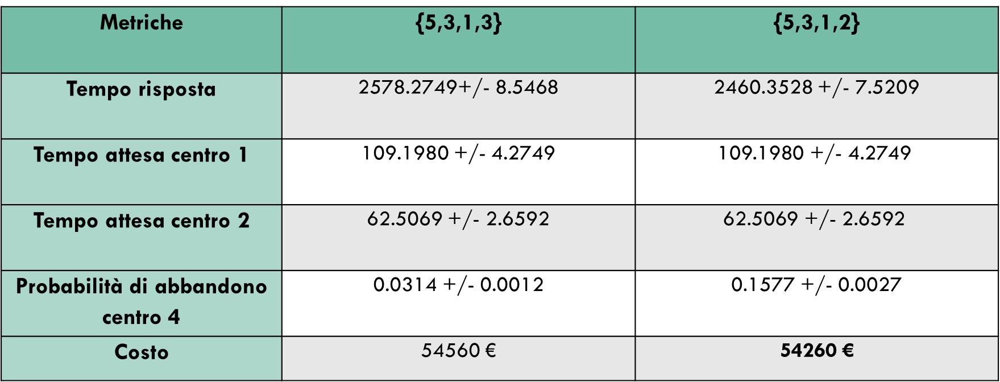 Metriche {5,3,1,3} {5,3,1,2}
Tempo risposta 2578.2749+/- 8.5468 2460.3528 +/- 7.5209
Tempo attesa centro 1 109.1980 +/- 4.2749 109.1980 +/- 4.2749
Tempo attesa centro 2 62.5069 +/- 2.6592 62.5069 +/- 2.6592
Probabilità di abbandono 0.0314 +/- 0.0012 0.1577 +/- 0.0027
centro 4
Costo 54560 € 54260 €